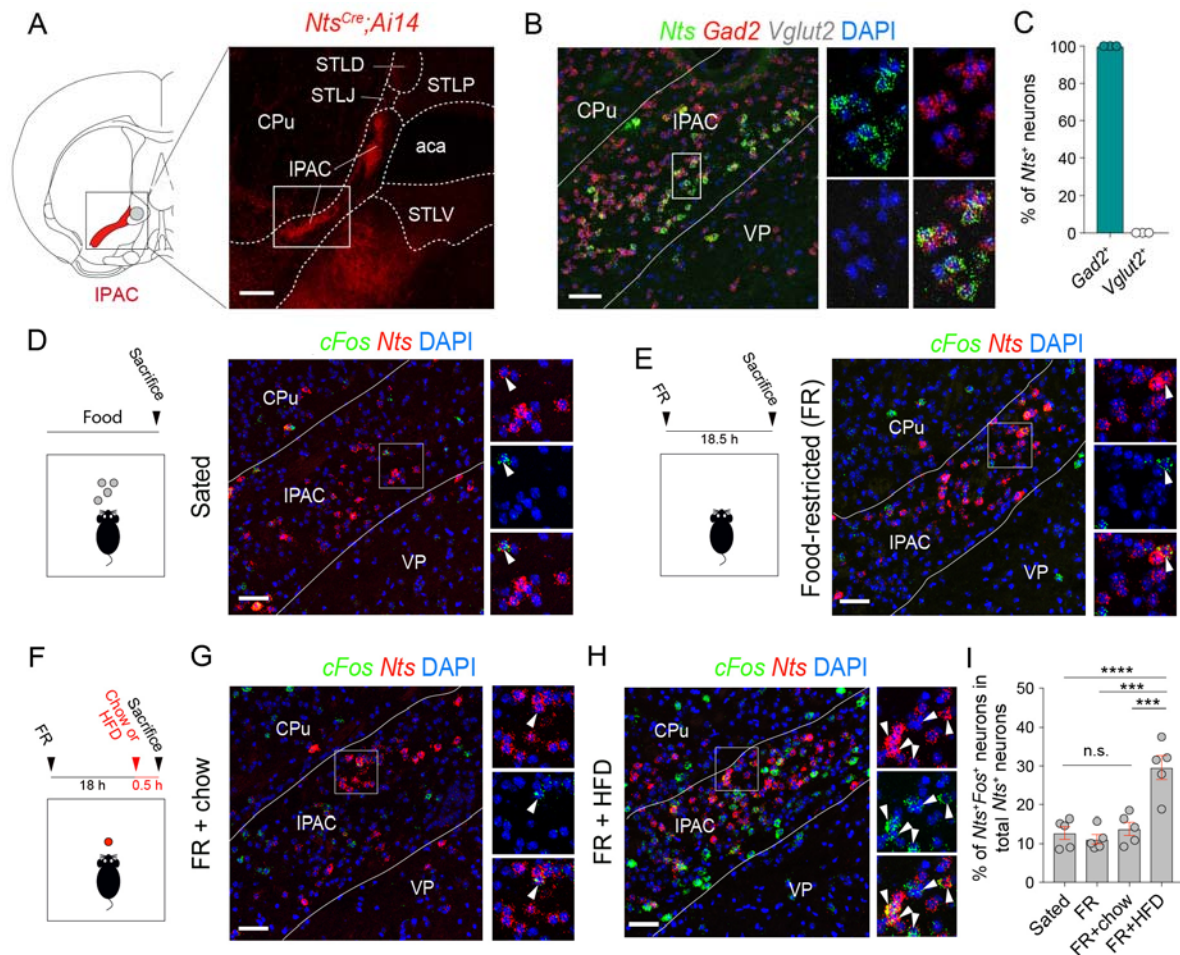 A
Nts^Cre;Ai14
STLD
STLJ
STLP
CPu
IPAC
aca
STLV
IPAC
B
Nts Gad2 Vglut2 DAPI
CPu
IPAC
VP
C
% of Nts⁺ neurons
100
80
60
40
20
0
Gad2⁺
Vglut2⁺
D
Sacrifice
Food
Sated
cFos Nts DAPI
CPu
IPAC
VP
E
FR
Sacrifice
18.5 h
Food-restricted (FR)
cFos Nts DAPI
CPu
IPAC
VP
F
FR
Chow or
HFD
Sacrifice
18 h
0.5 h
G
FR + chow
cFos Nts DAPI
CPu
IPAC
VP
H
FR + HFD
cFos Nts DAPI
CPu
IPAC
VP
I
% of Nts⁺Fos⁺ neurons in
total Nts⁺ neurons
50
40
30
20
10
0
****
***
***
n.s.
Sated
FR
FR+chow
FR+HFD